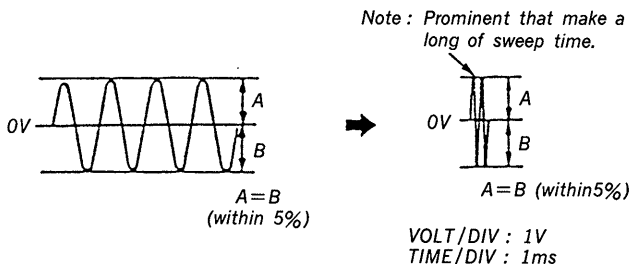 Note : Prominent that make a
long of sweep time.
A
0V
B
A=B
(within 5%)
A
0V
B
A=B (within5%)
VOLT/DIV : 1V
TIME/DIV : 1ms